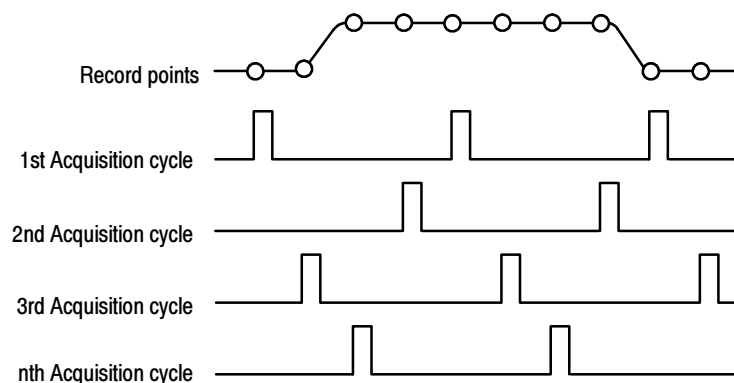 Record points
1st Acquisition cycle
2nd Acquisition cycle
3rd Acquisition cycle
nth Acquisition cycle